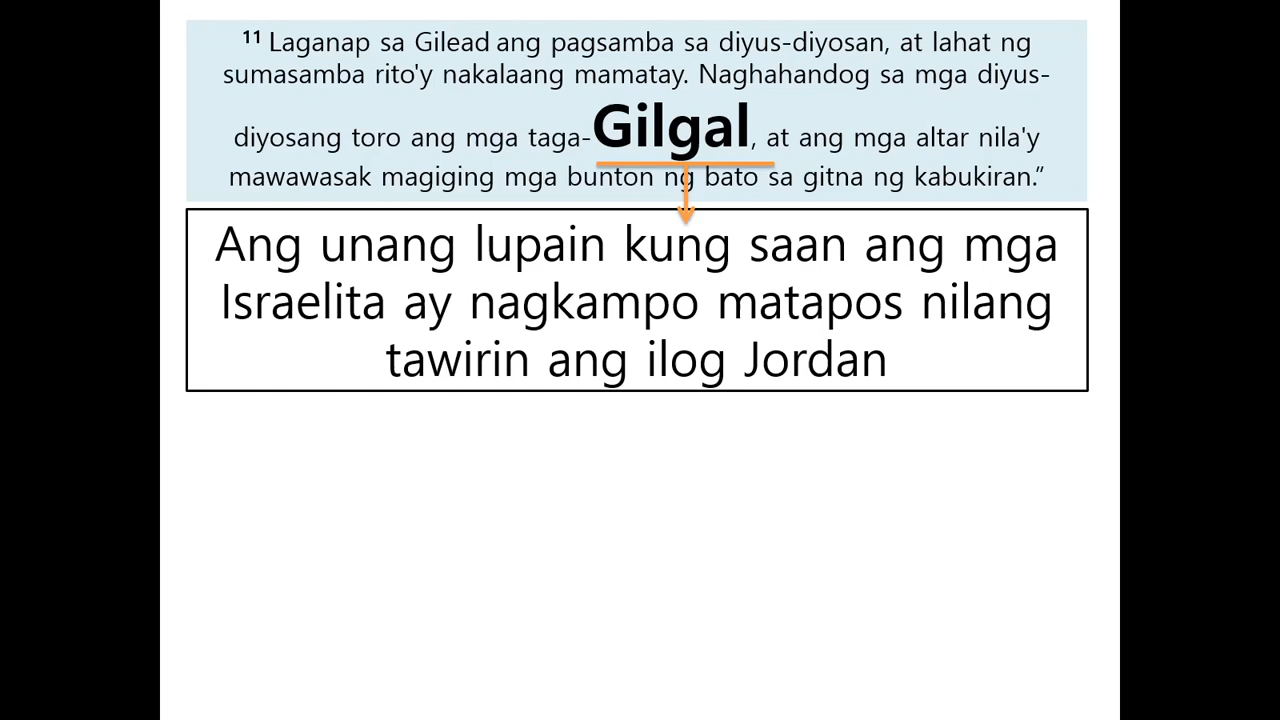 11 Laganap sa Gilead ang pagsamba sa diyus-diyosan, at lahat ng
sumasamba rito'y nakalaang mamatay. Naghahandog sa mga diyus-
diyosang toro ang mga taga-Gilgal, at ang mga altar nila'y
mawawasak magiging mga bunton ng bato sa gitna ng kabukiran.”
Ang unang lupain kung saan ang mga
Israelita ay nagkampo matapos nilang
tawirin ang ilog Jordan